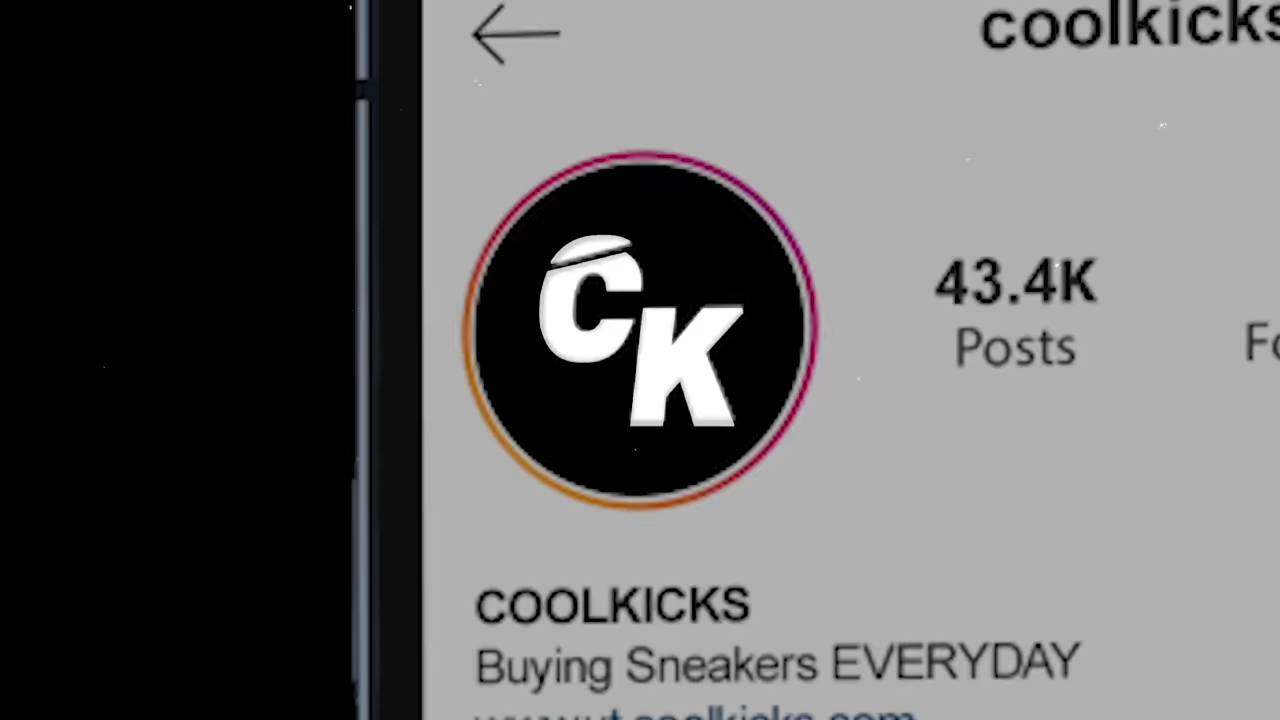 coolkicks
CK
43.4K
Posts
COOLKICKS
Buying Sneakers EVERYDAY